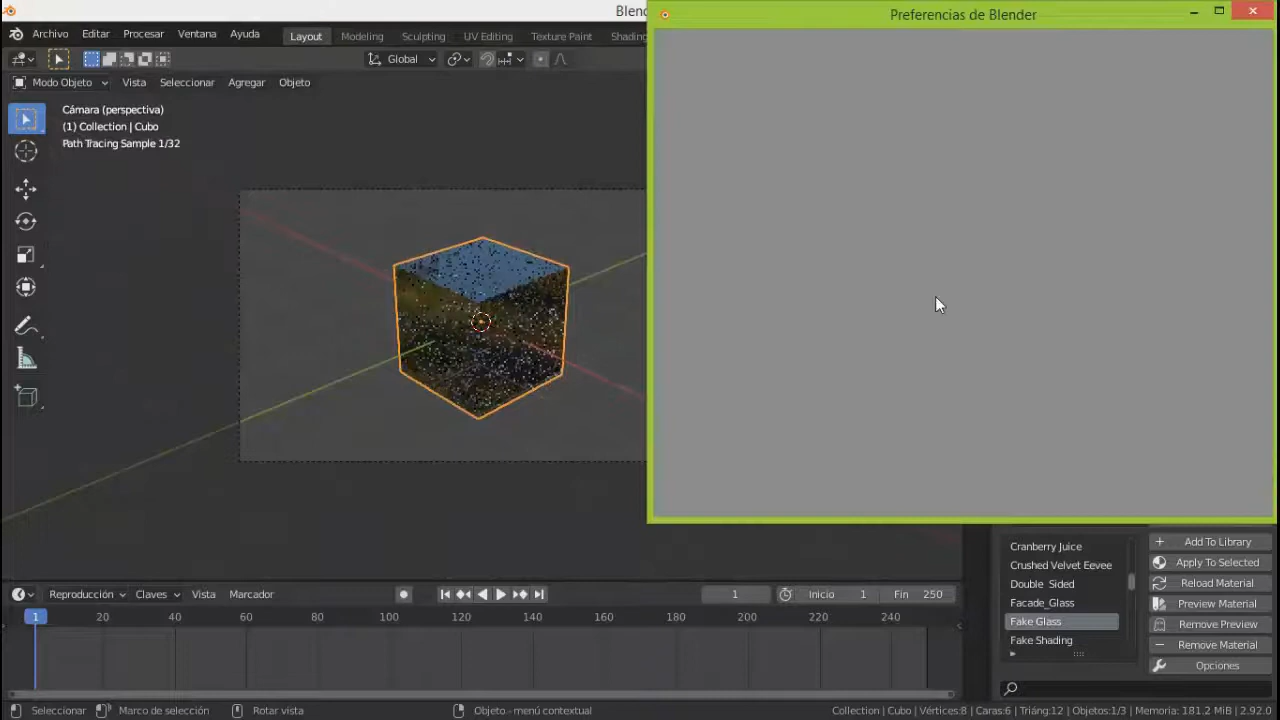 Blen
Preferencias de Blender
Archivo Editar Procesar Ventana Ayuda Layout Modeling Sculpting UV Editing Texture Paint Shading
Global
Modo Objeto Vista Seleccionar Agregar Objeto
Cámara (perspectiva)
(1) Collection | Cubo
Path Tracing Sample 1/32
Cranberry Juice
Crushed Velvet Eevee
Double Sided
Facade_Glass
Fake Glass
Fake Shading
Add To Library
Apply To Selected
Reload Material
Preview Material
Remove Preview
Remove Material
Opciones
Reproducción Claves Vista Marcador 1 Inicio 1 Fin 250
1 20 40 60 80 100 120 140 160 180 200 220 240
Seleccionar Marco de selección Rotar vista Objeto - menú contextual Collection | Cubo | Vértices:8 | Caras:6 | Triáng:12 | Objetos:1/3 | Memoria: 181.2 MiB | 2.92.0